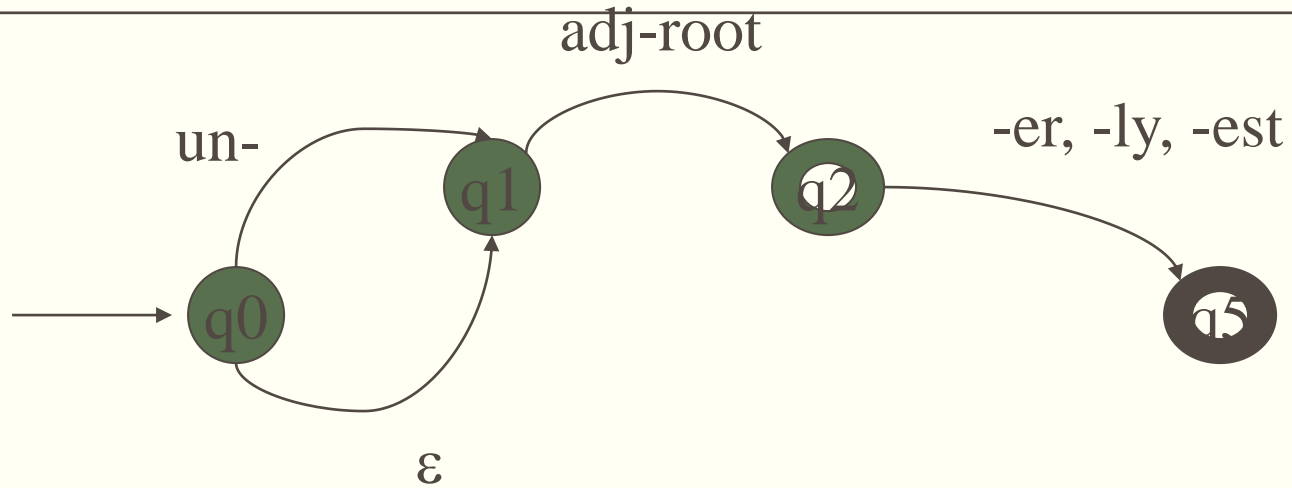 adj-root
un-
-er, -ly, -est
q1
q2
q0
q5
ε